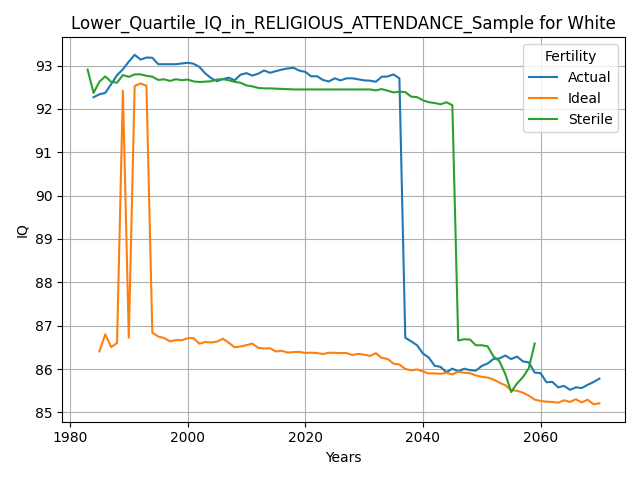 Lower_Quartile_IQ_in_RELIGIOUS_ATTENDANCE_Sample for White
Fertility
Actual
Ideal
Sterile
93
92
91
90
89
88
87
86
85
IQ
1980
2000
2020
2040
2060
Years